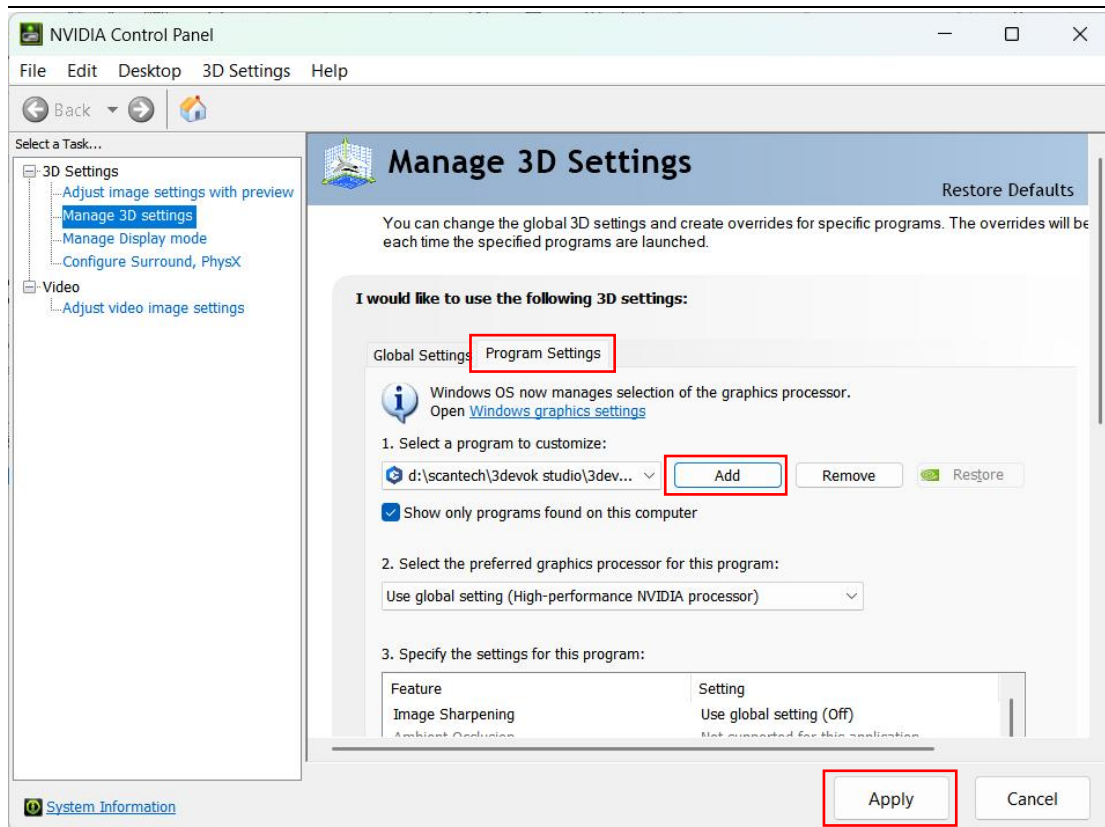 NVIDIA Control Panel
File Edit Desktop 3D Settings Help
Back
Select a Task...
3D Settings
Adjust image settings with preview
Manage 3D settings
Manage Display mode
Configure Surround, PhysX
Video
Adjust video image settings
Manage 3D Settings
Restore Defaults
You can change the global 3D settings and create overrides for specific programs. The overrides will be
each time the specified programs are launched.
I would like to use the following 3D settings:
Global Settings Program Settings
Windows OS now manages selection of the graphics processor.
Open Windows graphics settings
1. Select a program to customize:
d:\scantech\3devok studio\3dev... Add Remove Restore
Show only programs found on this computer
2. Select the preferred graphics processor for this program:
Use global setting (High-performance NVIDIA processor)
3. Specify the settings for this program:
Feature Setting
Image Sharpening Use global setting (Off)
Ambient Occlusion Not supported for this application
System Information
Apply Cancel